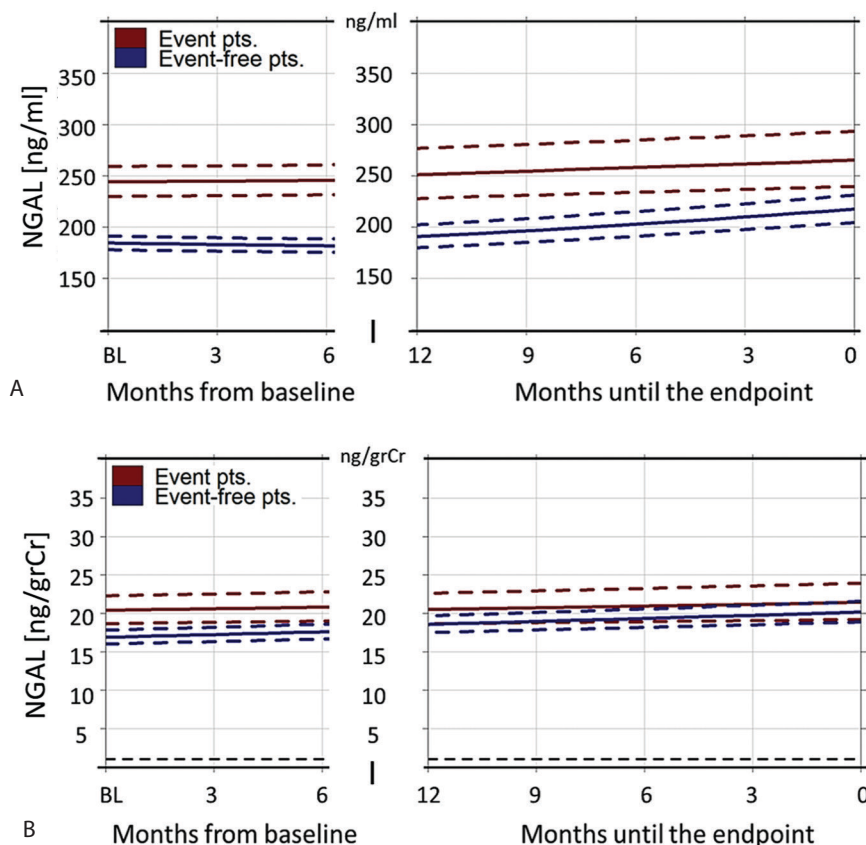 ng/ml
Event pts.
Event-free pts.
NGAL [ng/ml]
350 350
300 300
250 250
200 200
150 150
BL 3 6 12 9 6 3 0
A Months from baseline Months until the endpoint
ng/grCr
Event pts.
Event-free pts.
NGAL [ng/grCr]
35 35
30 30
25 25
20 20
15 15
10 10
5 5
BL 3 6 12 9 6 3 0
B Months from baseline Months until the endpoint